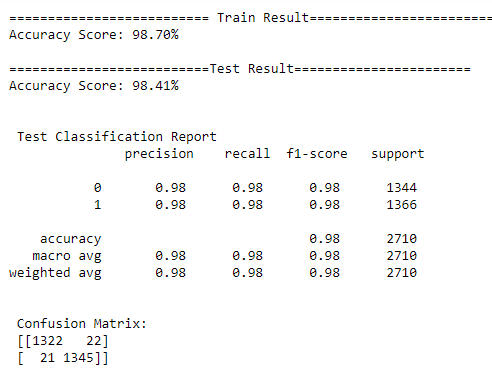 ========================== Train Result========================
Accuracy Score: 98.70%
==========================Test Result=======================
Accuracy Score: 98.41%
Test Classification Report
precision recall f1-score support
0 0.98 0.98 0.98 1344
1 0.98 0.98 0.98 1366
accuracy 0.98 2710
macro avg 0.98 0.98 0.98 2710
weighted avg 0.98 0.98 0.98 2710
Confusion Matrix:
[[1322 22]
[ 21 1345]]